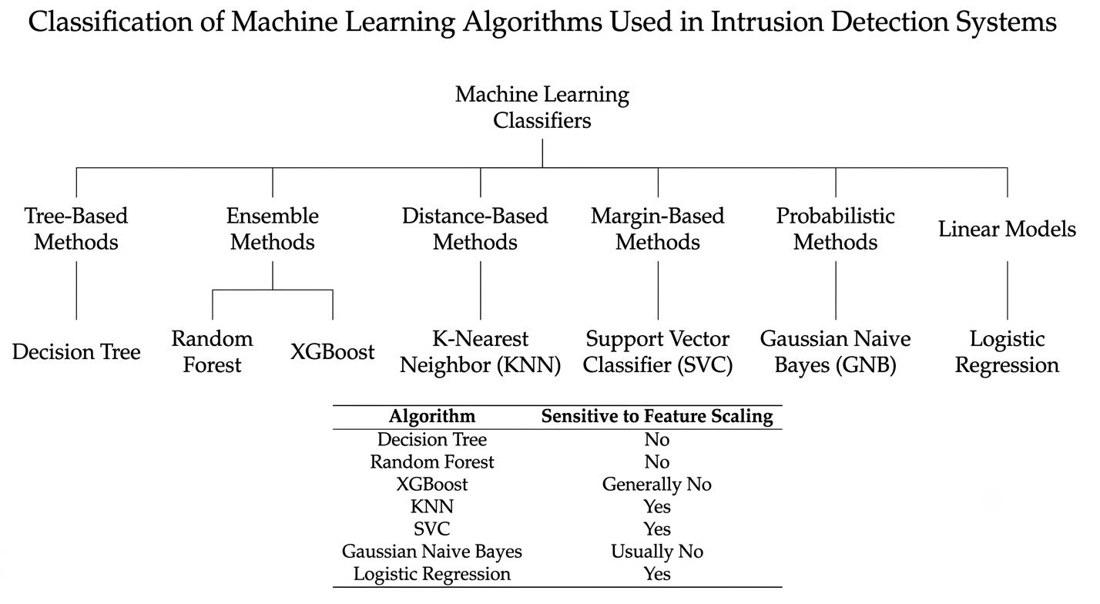 Classification of Machine Learning Algorithms Used in Intrusion Detection Systems
Machine Learning
Classifiers
Tree-Based
Methods
Ensemble
Methods
Distance-Based
Methods
Margin-Based
Methods
Probabilistic
Methods
Linear Models
Decision Tree
Random
Forest
XGBoost
K-Nearest
Neighbor (KNN)
Support Vector
Classifier (SVC)
Gaussian Naive
Bayes (GNB)
Logistic
Regression
Algorithm Sensitive to Feature Scaling
Decision Tree No
Random Forest No
XGBoost Generally No
KNN Yes
SVC Yes
Gaussian Naive Bayes Usually No
Logistic Regression Yes